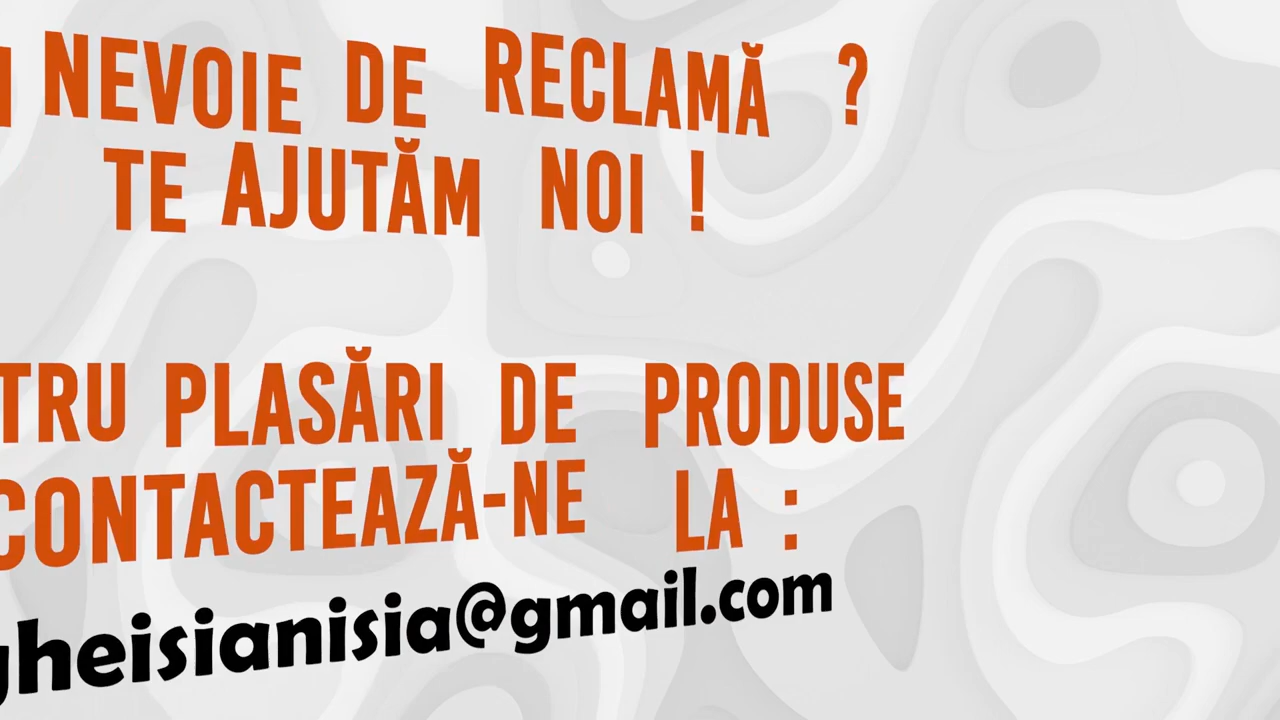 NEVOIE DE RECLAMĂ ?
TE AJUTĂM NOI !
TRU PLASĂRI DE PRODUSE
CONTACTEAZĂ-NE LA :
gheisianisia@gmail.com